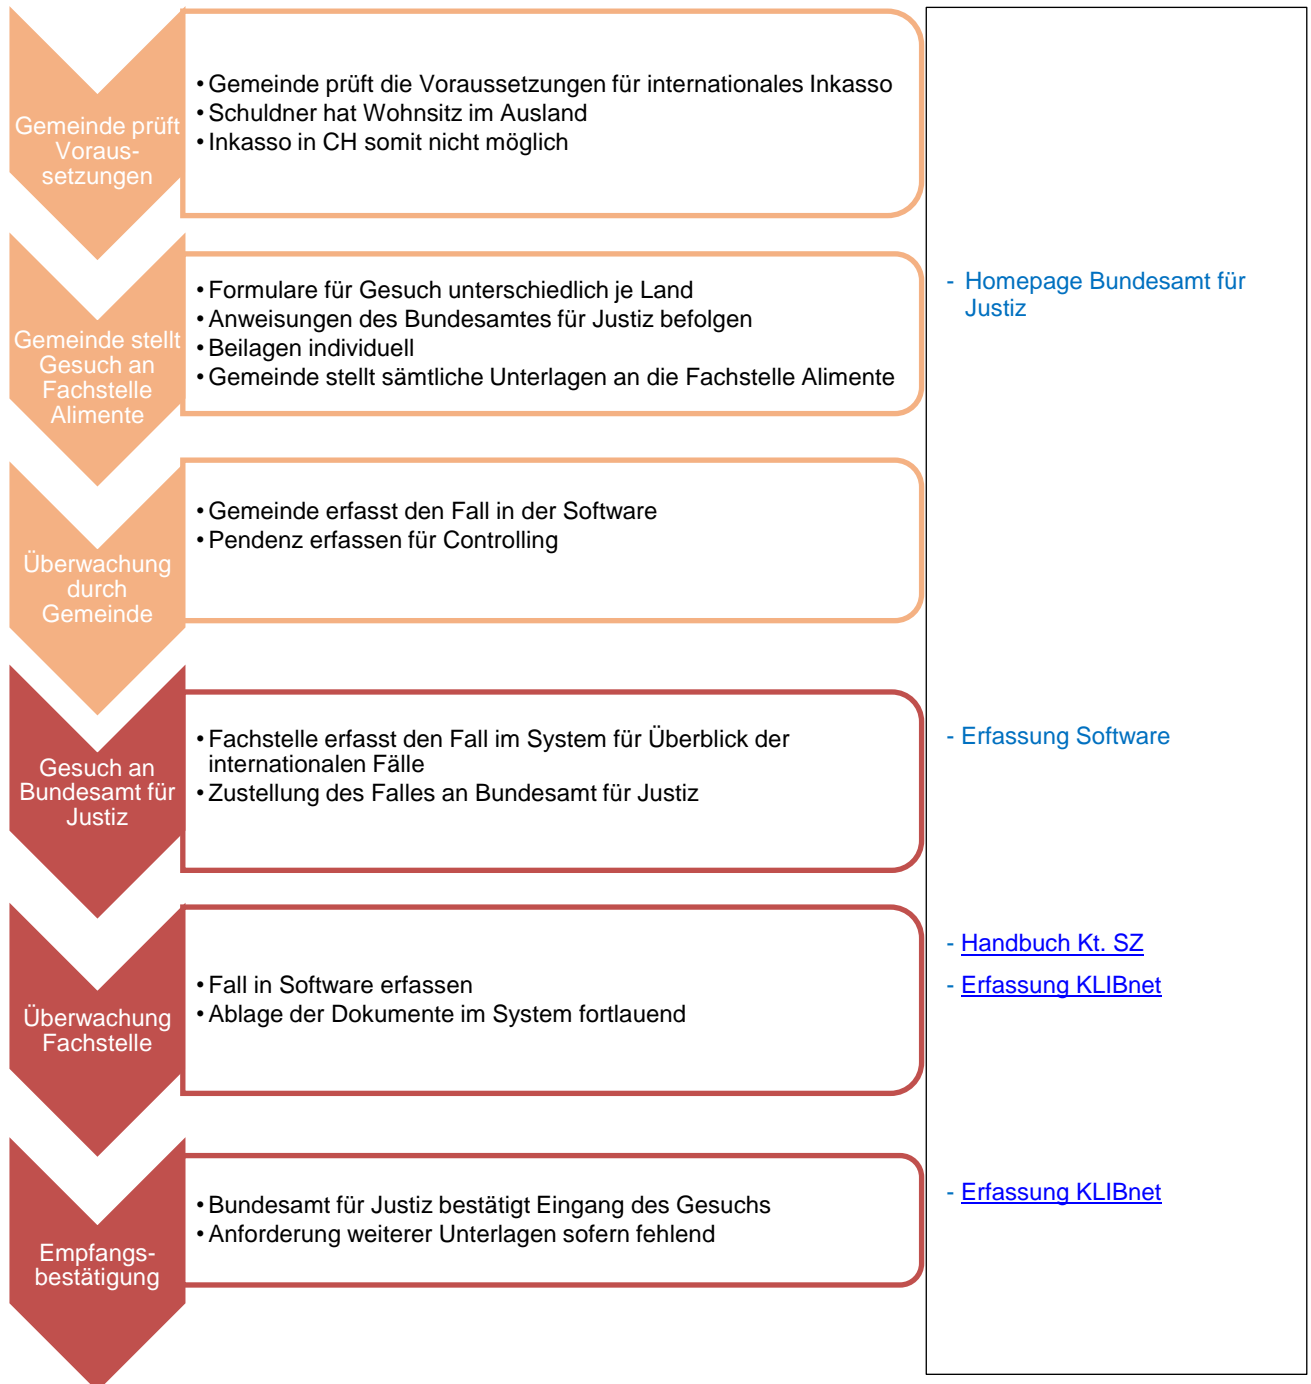 Gemeinde prüft
Voraus-
setzungen
• Gemeinde prüft die Voraussetzungen für internationales Inkasso
• Schuldner hat Wohnsitz im Ausland
• Inkasso in CH somit nicht möglich
Gemeinde stellt
Gesuch an
Fachstelle
Alimente
• Formulare für Gesuch unterschiedlich je Land
• Anweisungen des Bundesamtes für Justiz befolgen
• Beilagen individuell
• Gemeinde stellt sämtliche Unterlagen an die Fachstelle Alimente
- Homepage Bundesamt für
Justiz
Überwachung
durch
Gemeinde
• Gemeinde erfasst den Fall in der Software
• Pendenz erfassen für Controlling
Gesuch an
Bundesamt für
Justiz
• Fachstelle erfasst den Fall im System für Überblick der
internationalen Fälle
• Zustellung des Falles an Bundesamt für Justiz
- Erfassung Software
Überwachung
Fachstelle
• Fall in Software erfassen
• Ablage der Dokumente im System fortlauend
- Handbuch Kt. SZ
- Erfassung KLIBnet
Empfangs-
bestätigung
• Bundesamt für Justiz bestätigt Eingang des Gesuchs
• Anforderung weiterer Unterlagen sofern fehlend
- Erfassung KLIBnet